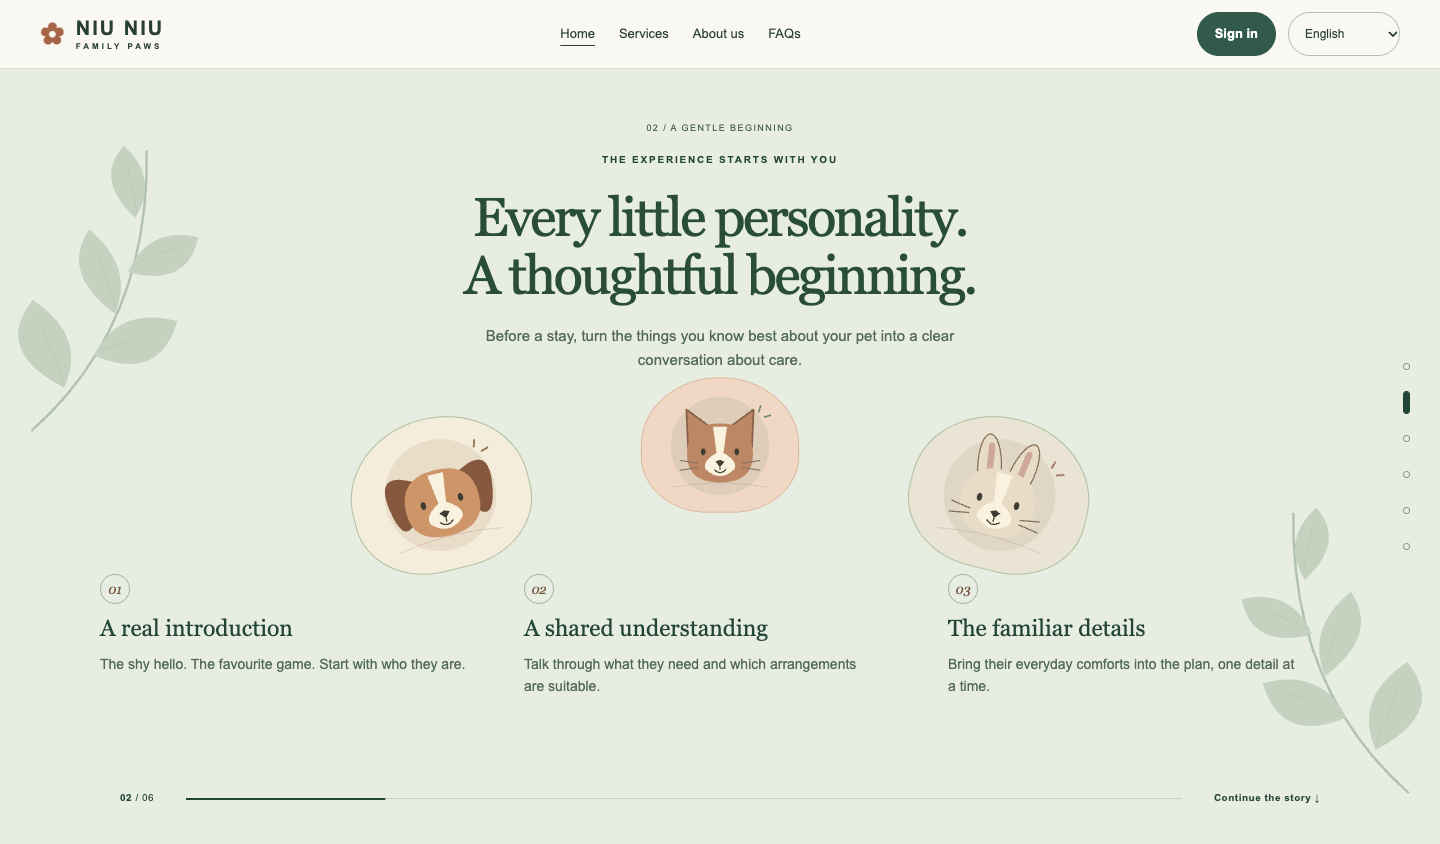 NIU NIU
FAMILY PAWS
Home
Services
About us
FAQs
Sign in
English
02 / A GENTLE BEGINNING
THE EXPERIENCE STARTS WITH YOU
Every little personality.
A thoughtful beginning.
Before a stay, turn the things you know best about your pet into a clear
conversation about care.
01
A real introduction
The shy hello. The favourite game. Start with who they are.
02
A shared understanding
Talk through what they need and which arrangements
are suitable.
03
The familiar details
Bring their everyday comforts into the plan, one detail at
a time.
02 / 06
Continue the story ↓